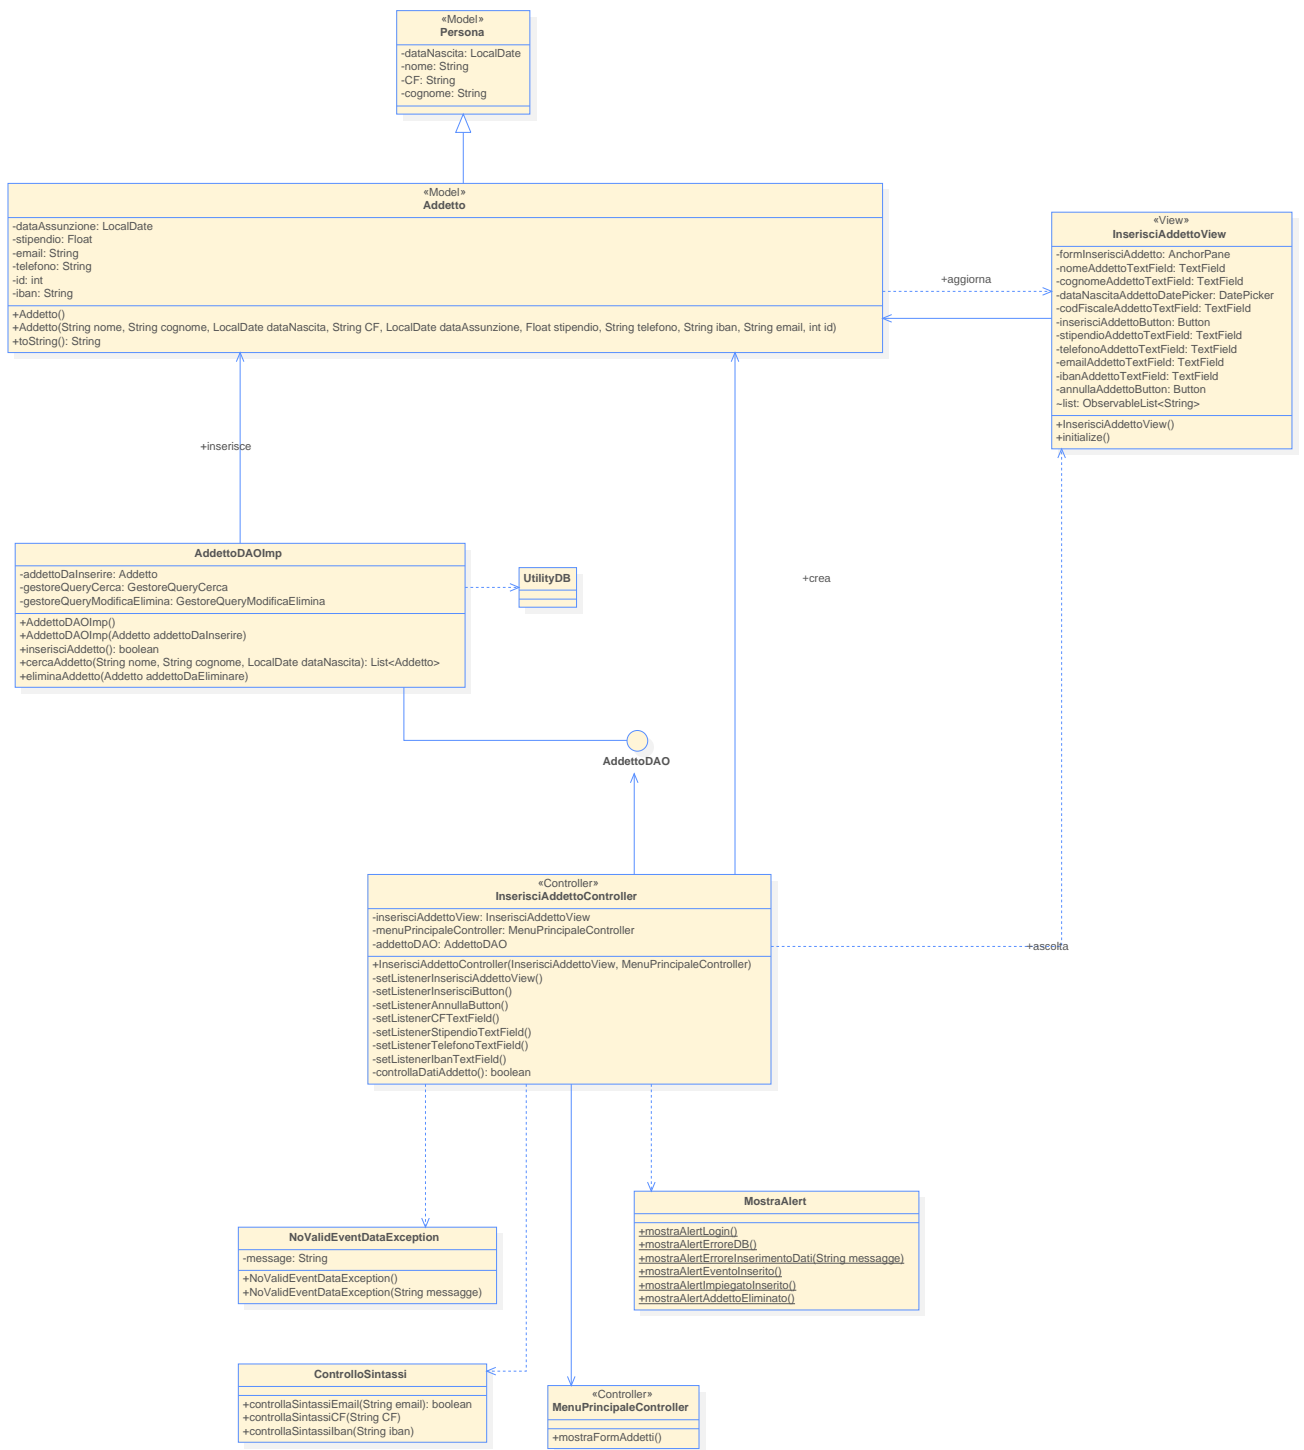 «Model»
Persona
-dataNascita: LocalDate
-nome: String
-CF: String
-cognome: String
«Model»
Addetto
-dataAssunzione: LocalDate
-stipendio: Float
-email: String
-telefono: String
-id: int
-iban: String
+Addetto()
+Addetto(String nome, String cognome, LocalDate dataNascita, String CF, LocalDate dataAssunzione, Float stipendio, String telefono, String iban, String email, int id)
+toString(): String
+aggiorna
«View»
InserisciAddettoView
-formInserisciAddetto: AnchorPane
-nomeAddettoTextField: TextField
-cognomeAddettoTextField: TextField
-dataNascitaAddettoDatePicker: DatePicker
-codFiscaleAddettoTextField: TextField
-inserisciAddettoButton: Button
-stipendioAddettoTextField: TextField
-telefonoAddettoTextField: TextField
-emailAddettoTextField: TextField
-ibanAddettoTextField: TextField
-annullaAddettoButton: Button
~list: ObservableList<String>
+InserisciAddettoView()
+initialize()
+inserisce
+crea
AddettoDAOImp
-addettoDaInserire: Addetto
-gestoreQueryCerca: GestoreQueryCerca
-gestoreQueryModificaElimina: GestoreQueryModificaElimina
+AddettoDAOImp()
+AddettoDAOImp(Addetto addettoDaInserire)
+inserisciAddetto(): boolean
+cercaAddetto(String nome, String cognome, LocalDate dataNascita): List<Addetto>
+eliminaAddetto(Addetto addettoDaEliminare)
UtilityDB
AddettoDAO
«Controller»
InserisciAddettoController
-inserisciAddettoView: InserisciAddettoView
-menuPrincipaleController: MenuPrincipaleController
-addettoDAO: AddettoDAO
+InserisciAddettoController(InserisciAddettoView, MenuPrincipaleController)
-setListenerInserisciAddettoView()
-setListenerInserisciButton()
-setListenerAnnullaButton()
-setListenerCFTextField()
-setListenerStipendioTextField()
-setListenerTelefonoTextField()
-setListenerIbanTextField()
-controllaDatiAddetto(): boolean
+ascolta
NoValidEventDataException
-message: String
+NoValidEventDataException()
+NoValidEventDataException(String messagge)
MostraAlert
+mostraAlertLogin()
+mostraAlertErroreDB()
+mostraAlertErroreInserimentoDati(String messagge)
+mostraAlertEventoInserito()
+mostraAlertImpiegatoInserito()
+mostraAlertAddettoEliminato()
ControlloSintassi
+controllaSintassiEmail(String email): boolean
+controllaSintassiCF(String CF)
+controllaSintassiIban(String iban)
«Controller»
MenuPrincipaleController
+mostraFormAddetti()